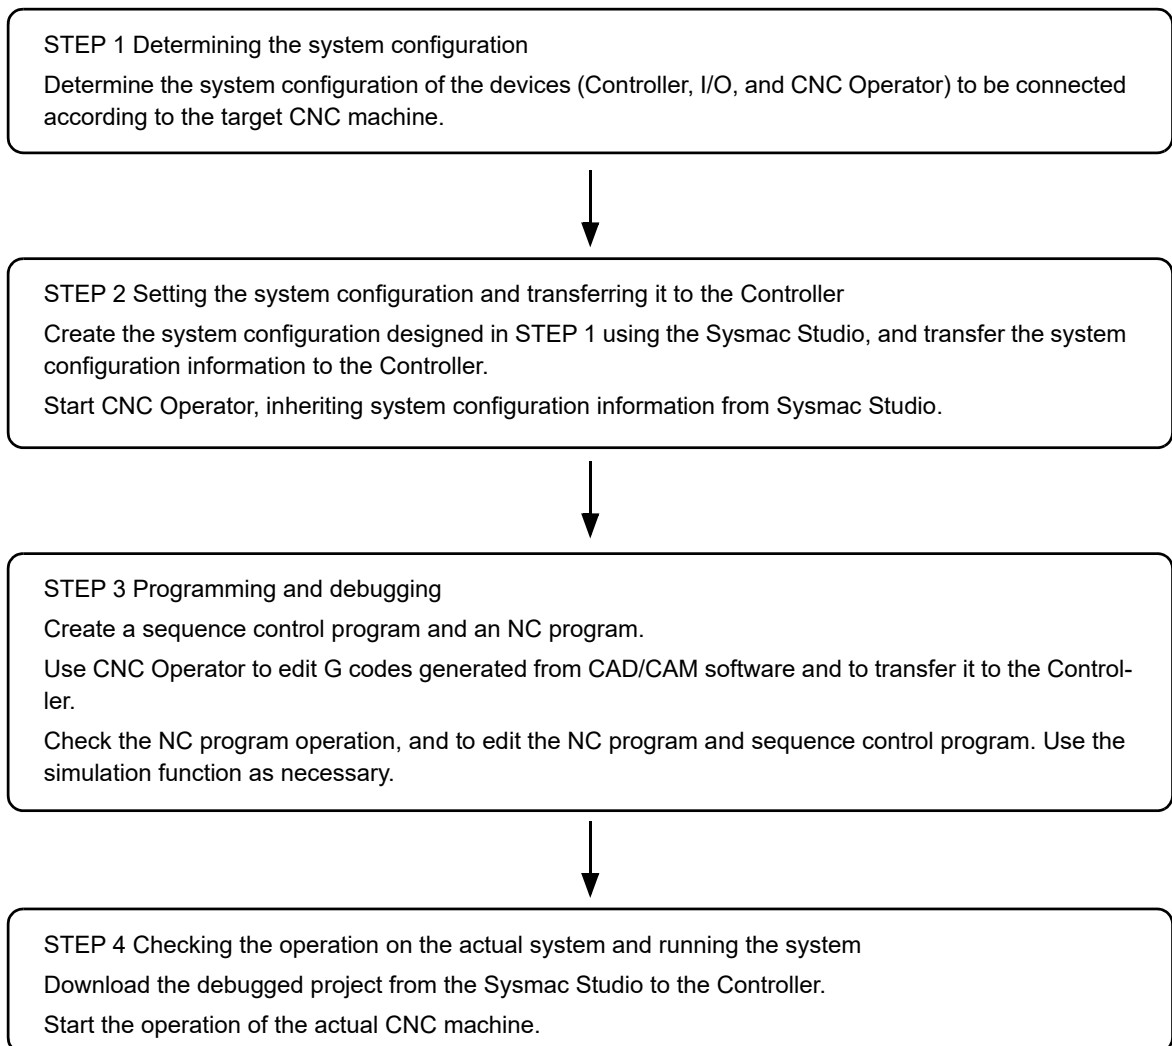 STEP 1 Determining the system configuration
Determine the system configuration of the devices (Controller, I/O, and CNC Operator) to be connected
according to the target CNC machine.
STEP 2 Setting the system configuration and transferring it to the Controller
Create the system configuration designed in STEP 1 using the Sysmac Studio, and transfer the system
configuration information to the Controller.
Start CNC Operator, inheriting system configuration information from Sysmac Studio.
STEP 3 Programming and debugging
Create a sequence control program and an NC program.
Use CNC Operator to edit G codes generated from CAD/CAM software and to transfer it to the Control-
ler.
Check the NC program operation, and to edit the NC program and sequence control program. Use the
simulation function as necessary.
STEP 4 Checking the operation on the actual system and running the system
Download the debugged project from the Sysmac Studio to the Controller.
Start the operation of the actual CNC machine.